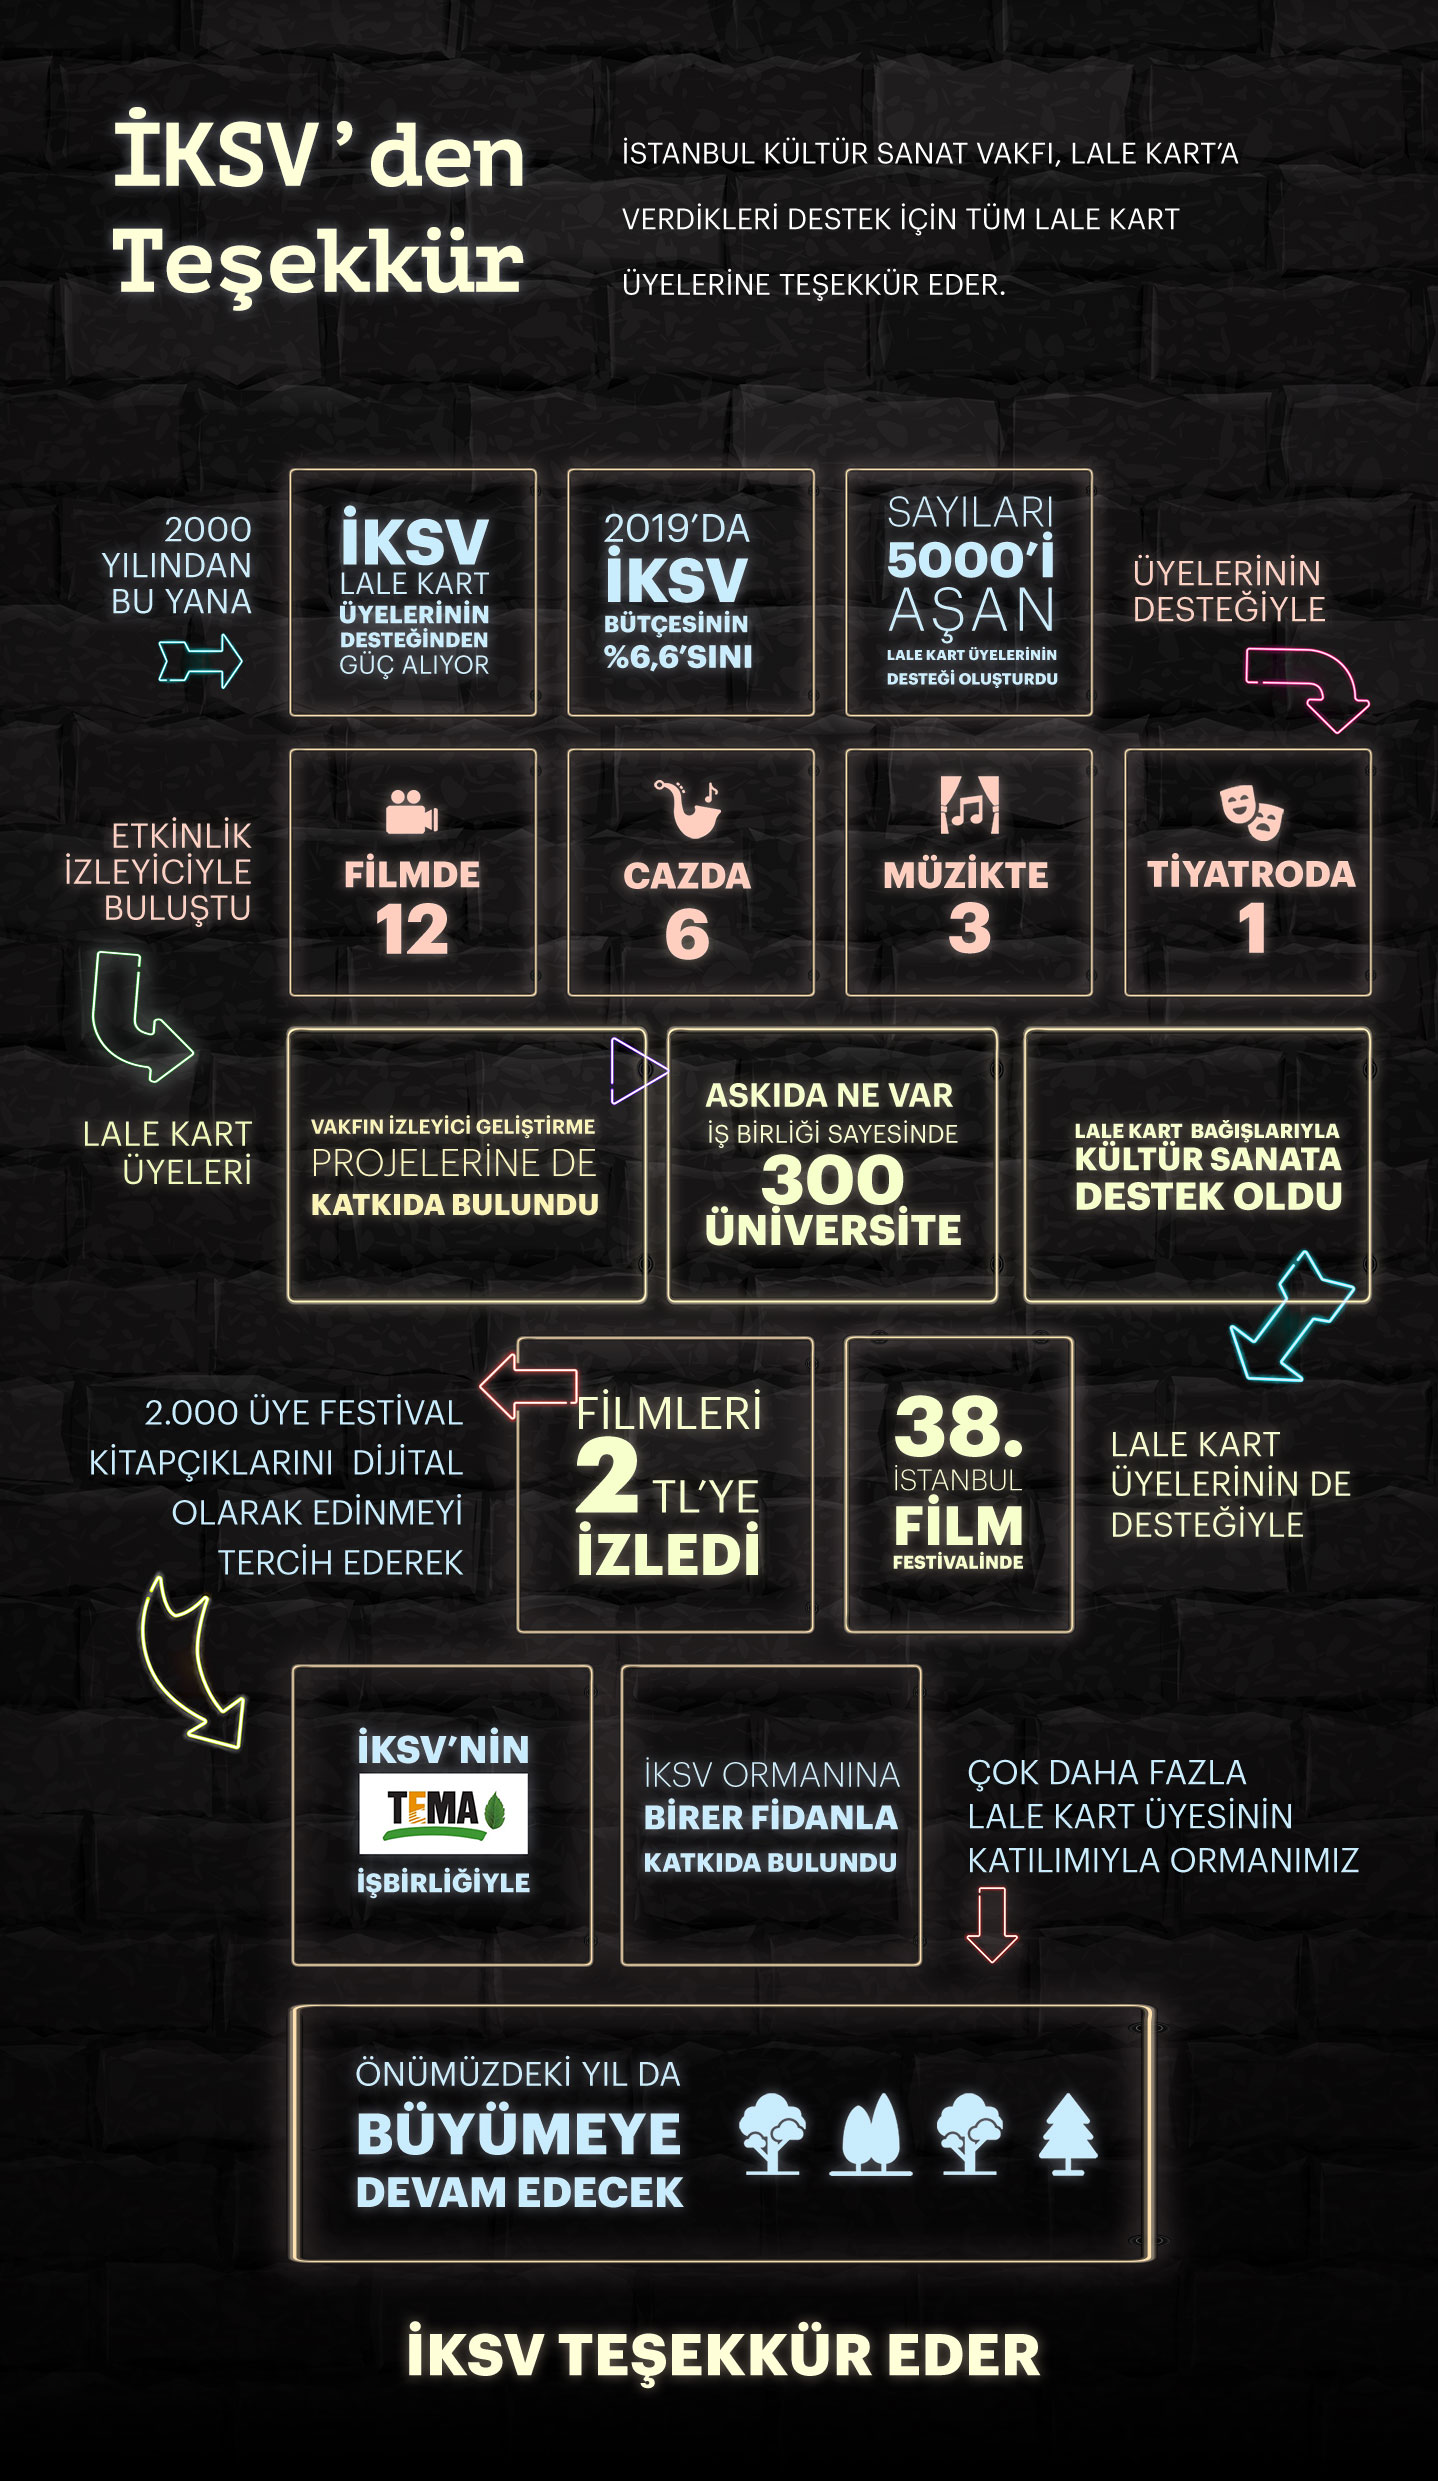 İKSV'den
Teşekkür
İSTANBUL KÜLTÜR SANAT VAKFI, LALE KART'A
VERDİKLERİ DESTEK İÇİN TÜM LALE KART
ÜYELERİNE TEŞEKKÜR EDER.
2000
YILINDAN
BU YANA
İKSV
LALE KART
ÜYELERİNİN
DESTEĞİNDEN
GÜÇ ALIYOR
2019'DA
İKSV
BÜTÇESİNİN
%6,6'SINI
SAYILARI
5000'İ
AŞAN
LALE KART ÜYELERİNİN
DESTEĞİ OLUŞTURDU
ÜYELERİNİN
DESTEĞİYLE
ETKİNLİK
İZLEYİCİYLE
BULUŞTU
FİLMDE
12
CAZDA
6
MÜZİKTE
3
TİYATRODA
1
LALE KART
ÜYELERİ
VAKFIN İZLEYİCİ GELİŞTİRME
PROJELERİNE DE
KATKIDA BULUNDU
ASKIDA NE VAR
İŞ BİRLİĞİ SAYESİNDE
300
ÜNİVERSİTE
LALE KART BAĞIŞLARIYLA
KÜLTÜR SANATA
DESTEK OLDU
2.000 ÜYE FESTİVAL
KİTAPÇIKLARINI DİJİTAL
OLARAK EDİNMEYİ
TERCİH EDEREK
FİLMLERİ
2 TL'YE
İZLEDİ
38.
İSTANBUL
FİLM
FESTİVALİNDE
LALE KART
ÜYELERİNİN DE
DESTEĞİYLE
İKSV'NİN
TEMA
İŞBİRLİĞİYLE
İKSV ORMANINA
BİRER FİDANLA
KATKIDA BULUNDU
ÇOK DAHA FAZLA
LALE KART ÜYESİNİN
KATILIMIYLA ORMANIMIZ
ÖNÜMÜZDEKİ YIL DA
BÜYÜMEYE
DEVAM EDECEK
İKSV TEŞEKKÜR EDER